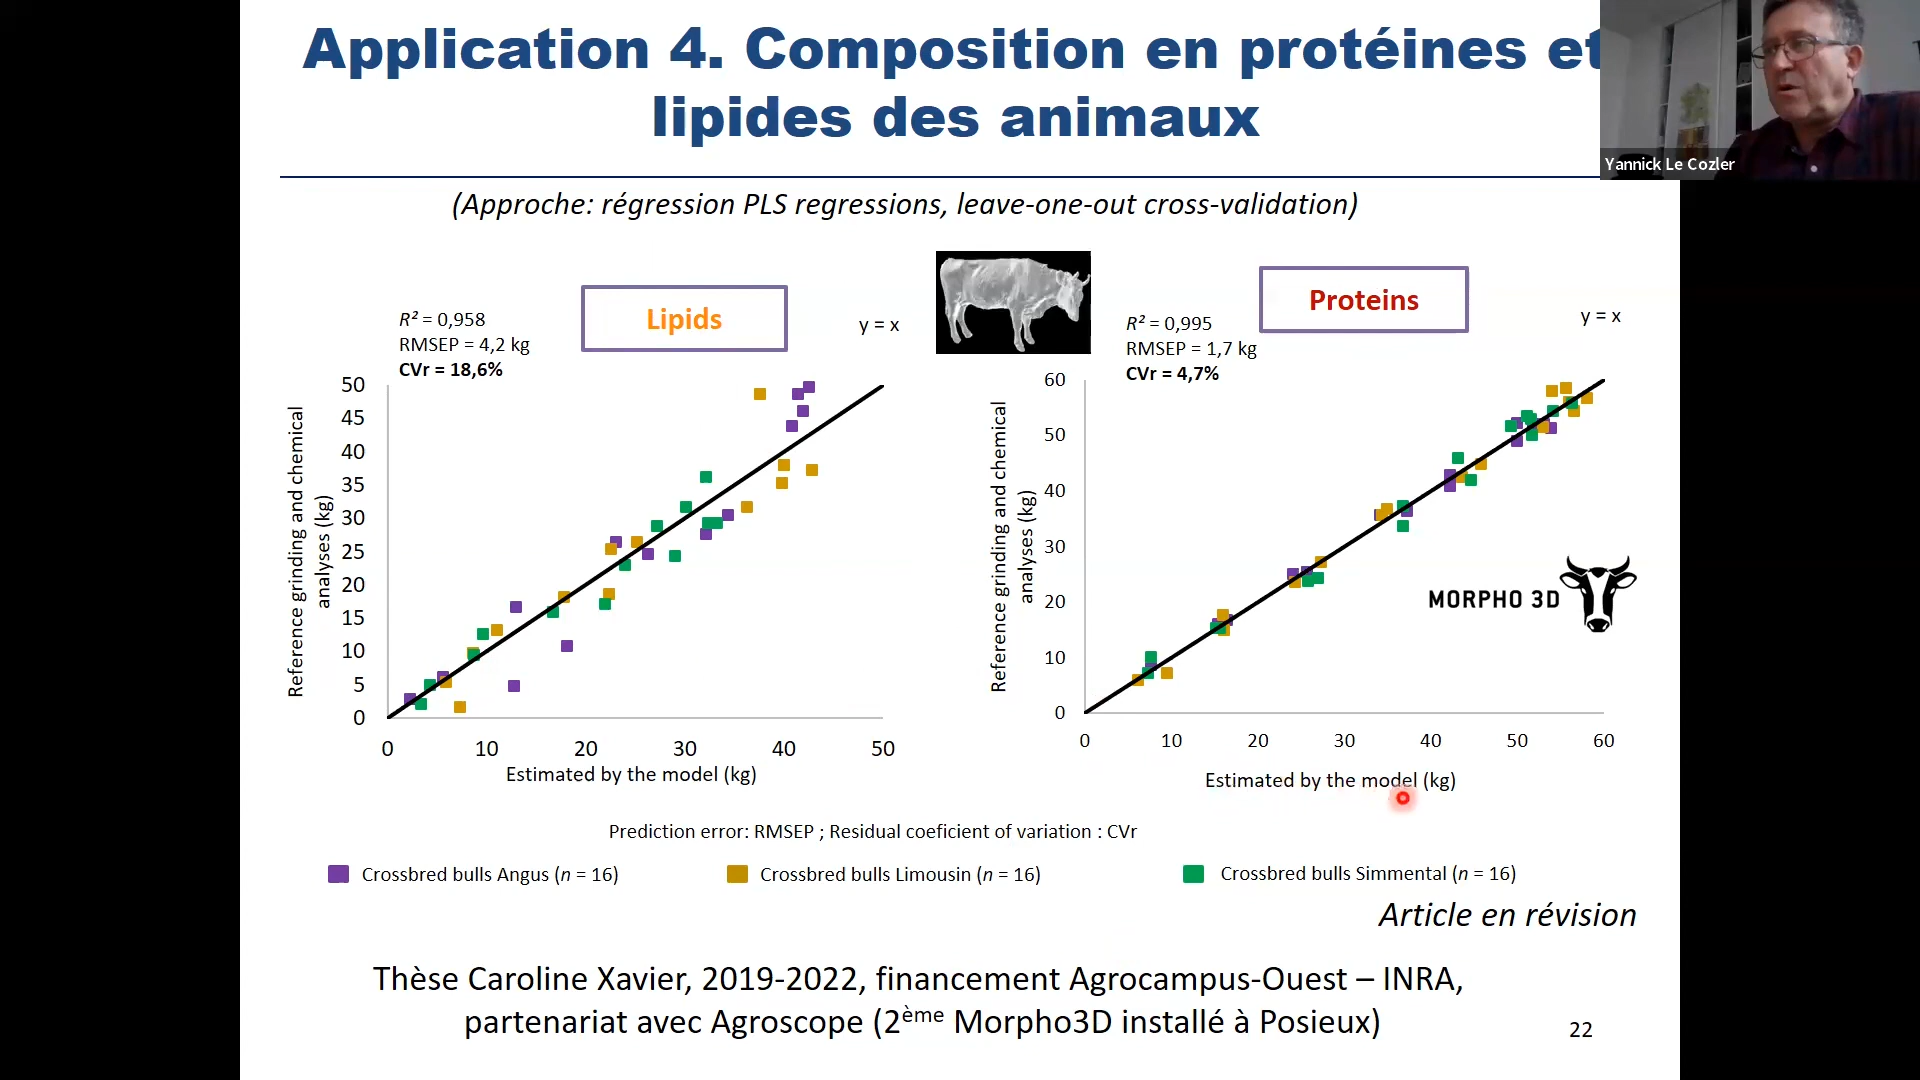 Application 4. Composition en protéines et
lipides des animaux
Yannick Le Cozler
(Approche: régression PLS regressions, leave-one-out cross-validation)
R² = 0,958
RMSEP = 4,2 kg
CVr = 18,6%
Lipids
y = x
R² = 0,995
RMSEP = 1,7 kg
CVr = 4,7%
Proteins
y = x
Reference grinding and chemical
analyses (kg)
50
45
40
35
30
25
20
15
10
5
0
0 10 20 30 40 50
Estimated by the model (kg)
Reference grinding and chemical
analyses (kg)
60
50
40
30
20
10
0
0 10 20 30 40 50 60
Estimated by the model (kg)
MORPHO 3D
Prediction error: RMSEP ; Residual coeficient of variation : CVr
Crossbred bulls Angus (n = 16)
Crossbred bulls Limousin (n = 16)
Crossbred bulls Simmental (n = 16)
Article en révision
Thèse Caroline Xavier, 2019-2022, financement Agrocampus-Ouest – INRA,
partenariat avec Agroscope (2ème Morpho3D installé à Posieux)
22